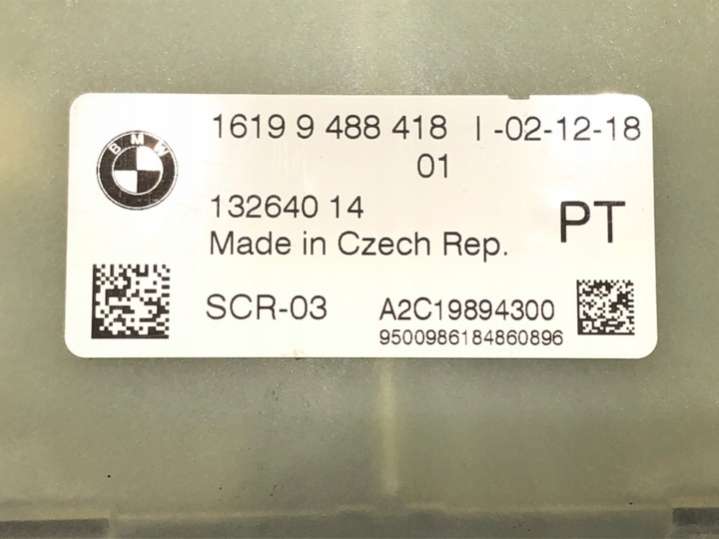 BMW
1619 9 488 418 I -02-12-18
01
132640 14
PT
Made in Czech Rep.
SCR-03 A2C19894300
9500986184860896